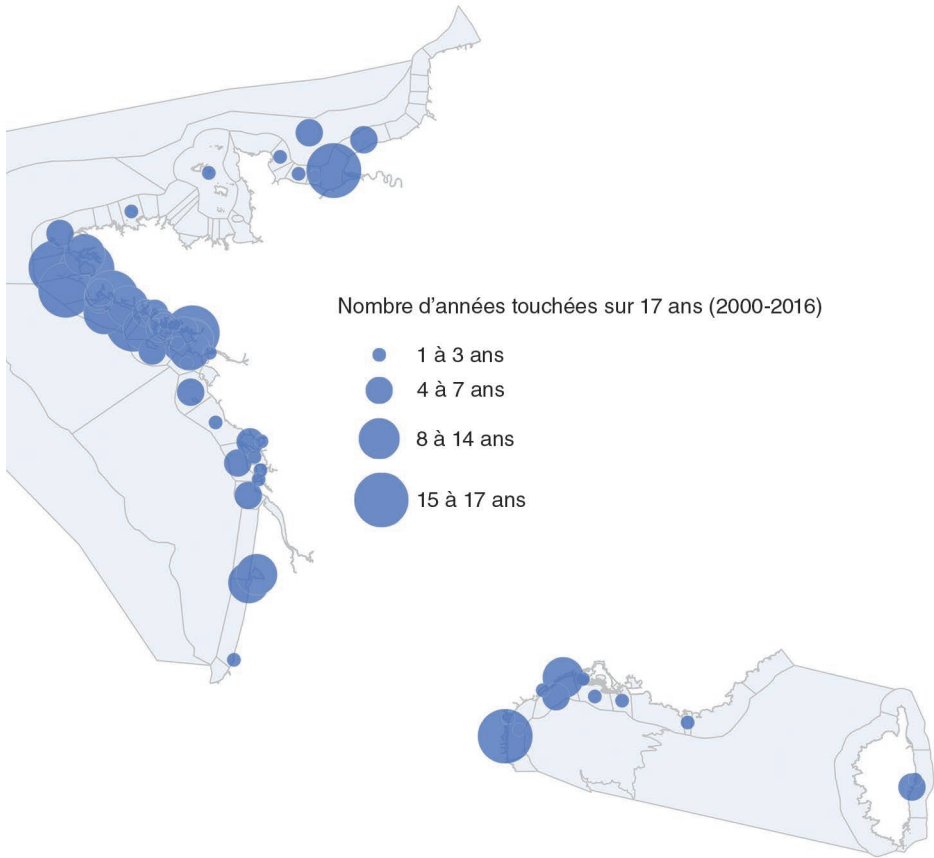 Nombre d'années touchées sur 17 ans (2000-2016)
1 à 3 ans
4 à 7 ans
8 à 14 ans
15 à 17 ans